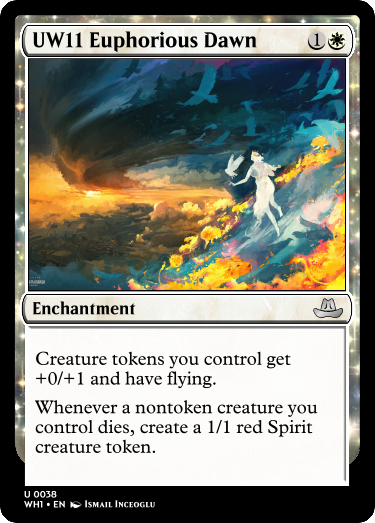 UW11 Euphorious Dawn 1
Enchantment
Creature tokens you control get
+0/+1 and have flying.
Whenever a nontoken creature you
control dies, create a 1/1 red Spirit
creature token.
U 0038
WH1 • EN Ismail Inceoglu